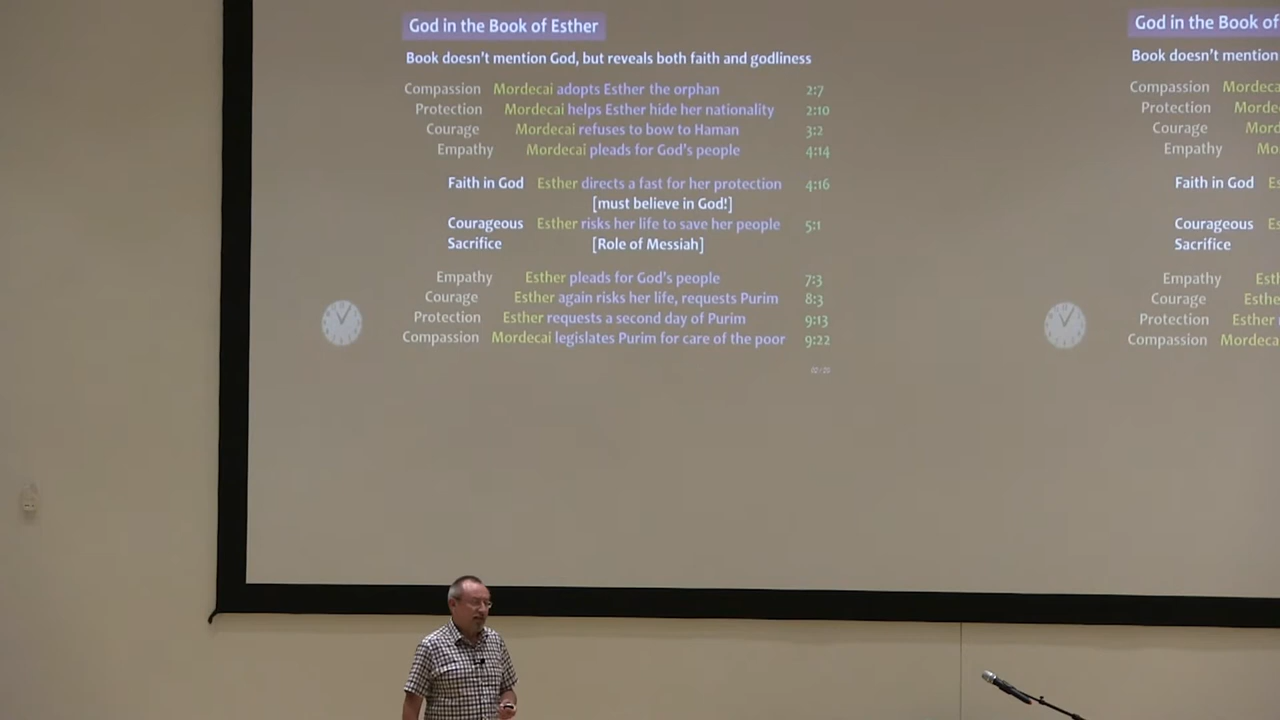 God in the Book of Esther
Book doesn't mention God, but reveals both faith and godliness
Compassion Mordecai adopts Esther the orphan 2:7
Protection Mordecai helps Esther hide her nationality 2:10
Courage Mordecai refuses to bow to Haman 3:2
Empathy Mordecai pleads for God's people 4:14
Faith in God Esther directs a fast for her protection 4:16
[must believe in God!]
Courageous Esther risks her life to save her people 5:1
Sacrifice [Role of Messiah]
Empathy Esther pleads for God's people 7:3
Courage Esther again risks her life, requests Purim 8:3
Protection Esther requests a second day of Purim 9:13
Compassion Mordecai legislates Purim for care of the poor 9:22
God in the Book of
Book doesn't mention
Compassion Mordeca
Protection Morde
Courage Mord
Empathy Mo
Faith in God Es
Courageous Es
Sacrifice
Empathy Esth
Courage Esthe
Protection Esther
Compassion Mordeca